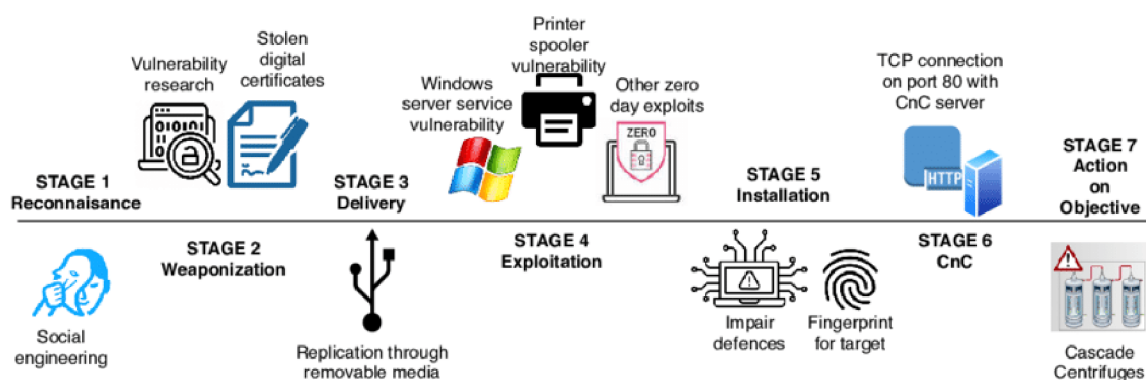 Vulnerability
research
Stolen
digital
certificates
Windows
server service
vulnerability
Printer
spooler
vulnerability
Other zero
day exploits
ZERO
TCP connection
on port 80 with
CnC server
HTTP
STAGE 1
Reconnaisance
STAGE 3
Delivery
STAGE 5
Installation
STAGE 7
Action
on
Objective
STAGE 2
Weaponization
STAGE 4
Exploitation
STAGE 6
CnC
Social
engineering
Replication through
removable media
Impair
defences
Fingerprint
for target
Cascade
Centrifuges